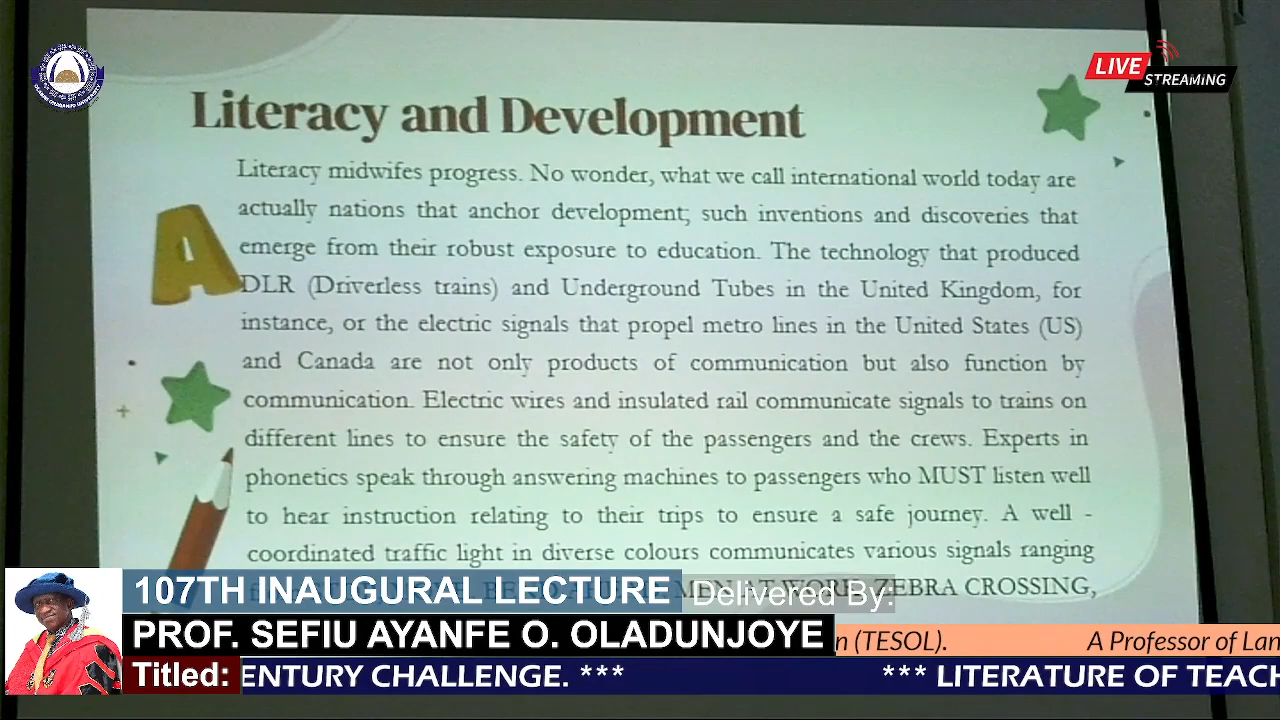 LIVE
STREAMING
Literacy and Development
Literacy midwifes progress. No wonder, what we call international world today are
actually nations that anchor development; such inventions and discoveries that
emerge from their robust exposure to education. The technology that produced
A
DLR (Driverless trains) and Underground Tubes in the United Kingdom, for
instance, or the electric signals that propel metro lines in the United States (US)
and Canada are not only products of communication but also function by
communication. Electric wires and insulated rail communicate signals to trains on
different lines to ensure the safety of the passengers and the crews. Experts in
phonetics speak through answering machines to passengers who MUST listen well
to hear instruction relating to their trips to ensure a safe journey. A well -
coordinated traffic light in diverse colours communicates various signals ranging
MEN AT WORK, ZEBRA CROSSING,
107TH INAUGURAL LECTURE Delivered By:
PROF. SEFIU AYANFE O. OLADUNJOYE
n (TESOL). A Professor of Lan
Titled: ENTURY CHALLENGE. *** *** LITERATURE OF TEACH